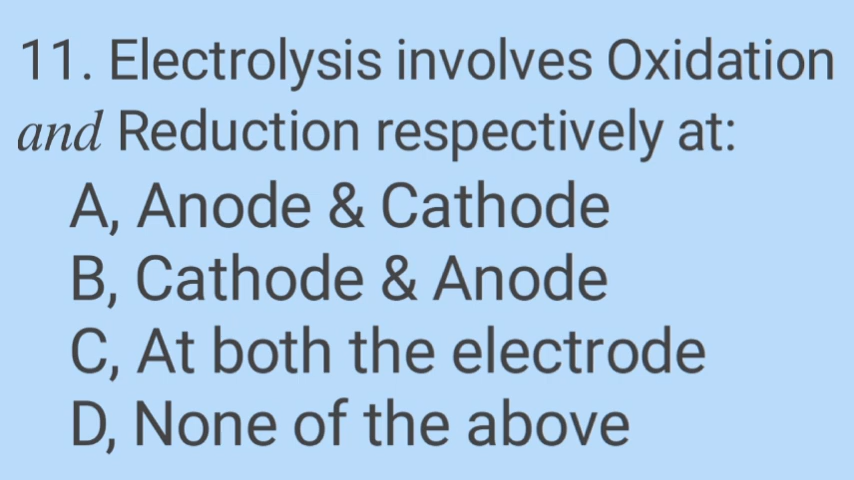 11. Electrolysis involves Oxidation
and Reduction respectively at:
A, Anode & Cathode
B, Cathode & Anode
C, At both the electrode
D, None of the above